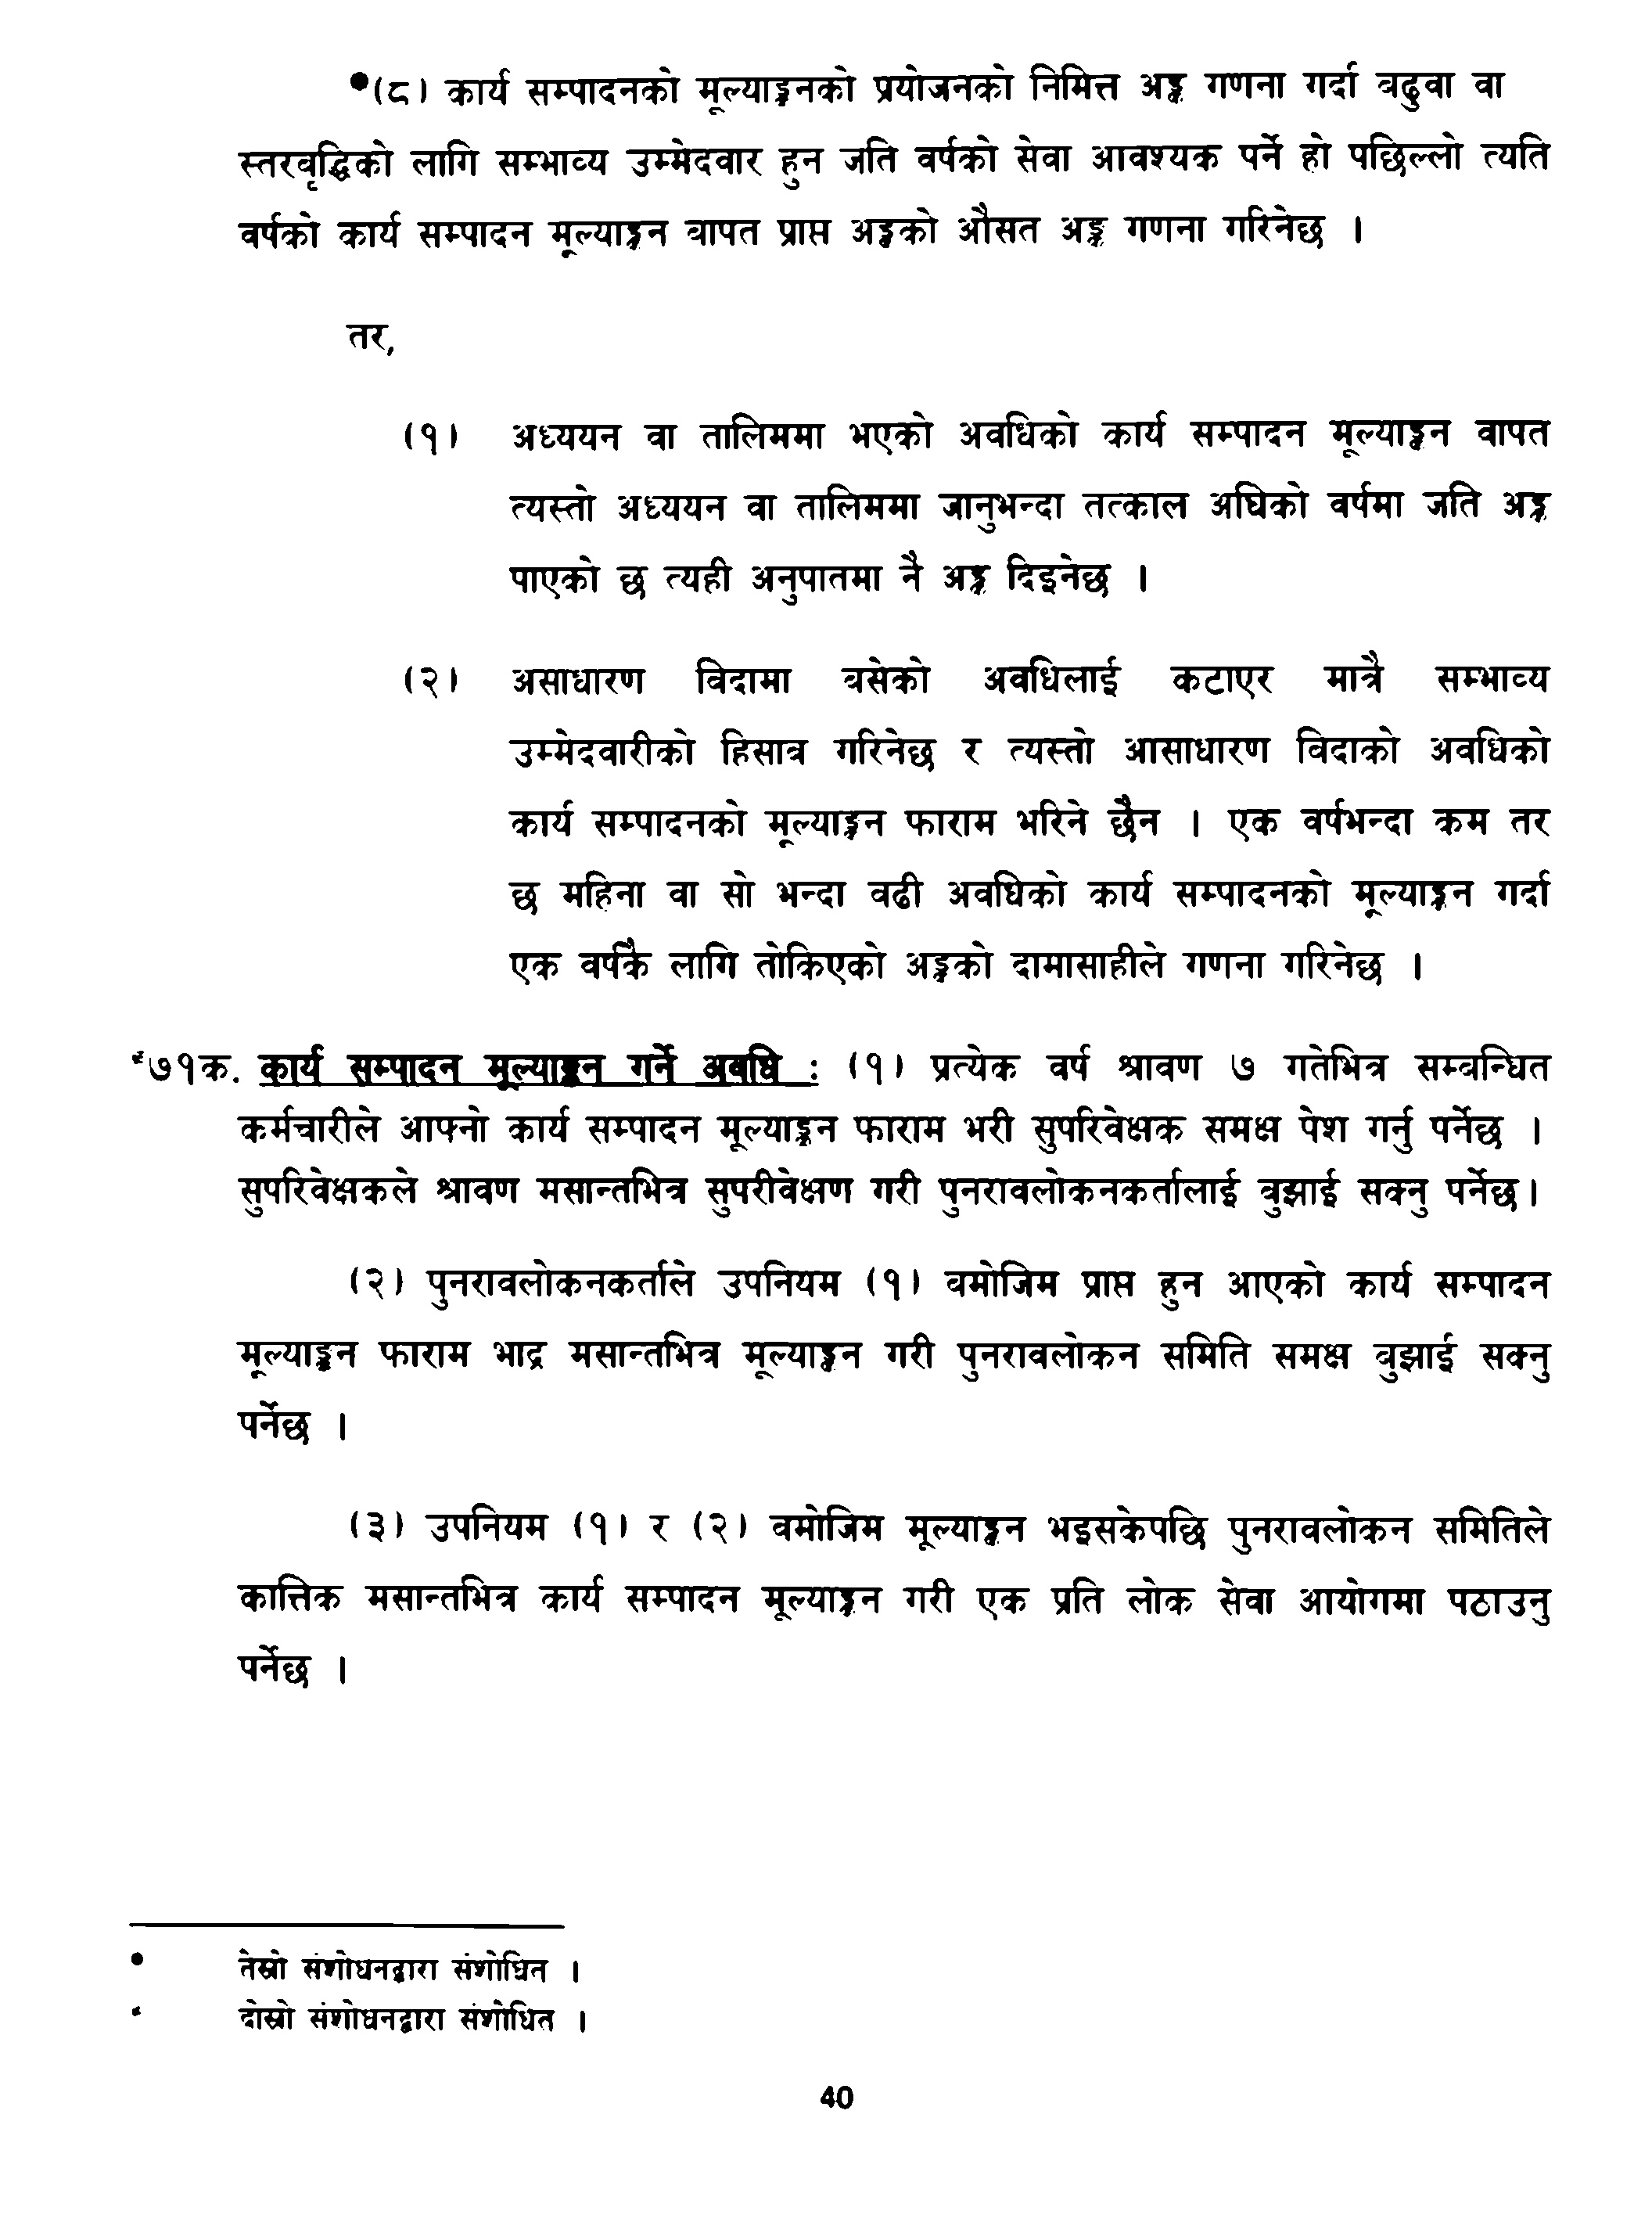 •(८) कार्य सम्पादनको मूल्याङ्कनको प्रयोजनको निमित्त अङ्क गणना गर्दा बढुवा वा
स्तरवृद्धिको लागि सम्भाव्य उम्मेदवार हुन जति वर्षको सेवा आवश्यक पर्ने हो पछिल्लो त्यति
वर्षको कार्य सम्पादन मूल्याङ्कन बापत प्राप्त अङ्कको औसत अङ्क गणना गरिनेछ ।
तर,
(१) अध्ययन वा तालिममा भएको अवधिको कार्य सम्पादन मूल्याङ्कन वापत
त्यस्तो अध्ययन वा तालिममा जानुभन्दा तत्काल अघिको वर्षमा जति अङ्क
पाएको छ त्यही अनुपातमा नै अङ्क दिइनेछ ।
(२) असाधारण विदामा बसेको अवधिलाई कटाएर मात्रै सम्भाव्य
उम्मेदवारीको हिसाब गरिनेछ र त्यस्तो आसाधारण विदाको अवधिको
कार्य सम्पादनको मूल्याङ्कन फाराम भरिने छैन । एक वर्षभन्दा कम तर
छ महिना वा सो भन्दा बढी अवधिको कार्य सम्पादनको मूल्याङ्कन गर्दा
एक वर्षकै लागि तोकिएको अङ्कको दामासाहीले गणना गरिनेछ ।
७१क. कार्य सम्पादन मूल्याङ्कन गर्ने अवधि : (१) प्रत्येक वर्ष श्रावण ७ गतेभित्र सम्बन्धित
कर्मचारीले आफ्नो कार्य सम्पादन मूल्याङ्कन फाराम भरी सुपरिवेक्षक समक्ष पेश गर्नु पर्नेछ ।
सुपरिवेक्षकले श्रावण मसान्तभित्र सुपरीवेक्षण गरी पुनरावलोकनकर्तालाई बुझाई सक्नु पर्नेछ।
(२) पुनरावलोकनकर्ताले उपनियम (१) बमोजिम प्राप्त हुन आएको कार्य सम्पादन
मूल्याङ्कन फाराम भाद्र मसान्तभित्र मूल्याङ्कन गरी पुनरावलोकन समिति समक्ष बुझाई सक्नु
पर्नेछ ।
(३) उपनियम (१) र (२) बमोजिम मूल्याङ्कन भइसकेपछि पुनरावलोकन समितिले
कात्तिक मसान्तभित्र कार्य सम्पादन मूल्याङ्कन गरी एक प्रति लोक सेवा आयोगमा पठाउनु
पर्नेछ ।
• तेस्रो संशोधनद्वारा संशोधित ।
दोस्रो संशोधनद्वारा संशोधित ।
40